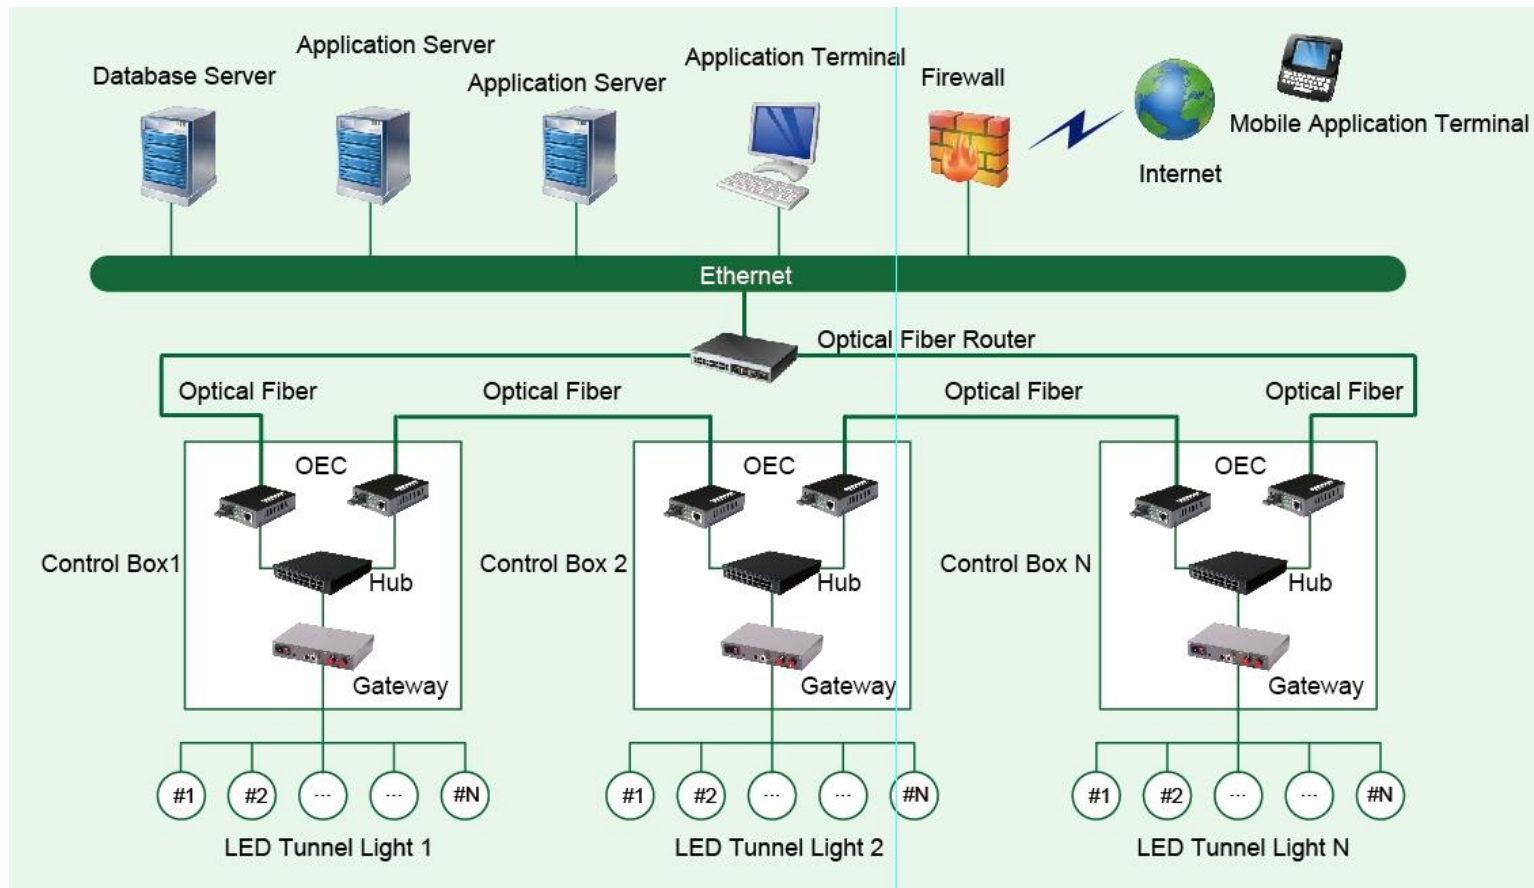 Application Server
Database Server
Application Server
Application Terminal
Firewall
Mobile Application Terminal
Internet
Ethernet
Optical Fiber Router
Optical Fiber
Optical Fiber
Optical Fiber
Optical Fiber
OEC
OEC
OEC
Control Box1
Hub
Control Box 2
Hub
Control Box N
Hub
Gateway
Gateway
Gateway
#1
#2
...
...
#N
#1
#2
...
...
#N
#1
#2
...
...
#N
LED Tunnel Light 1
LED Tunnel Light 2
LED Tunnel Light N